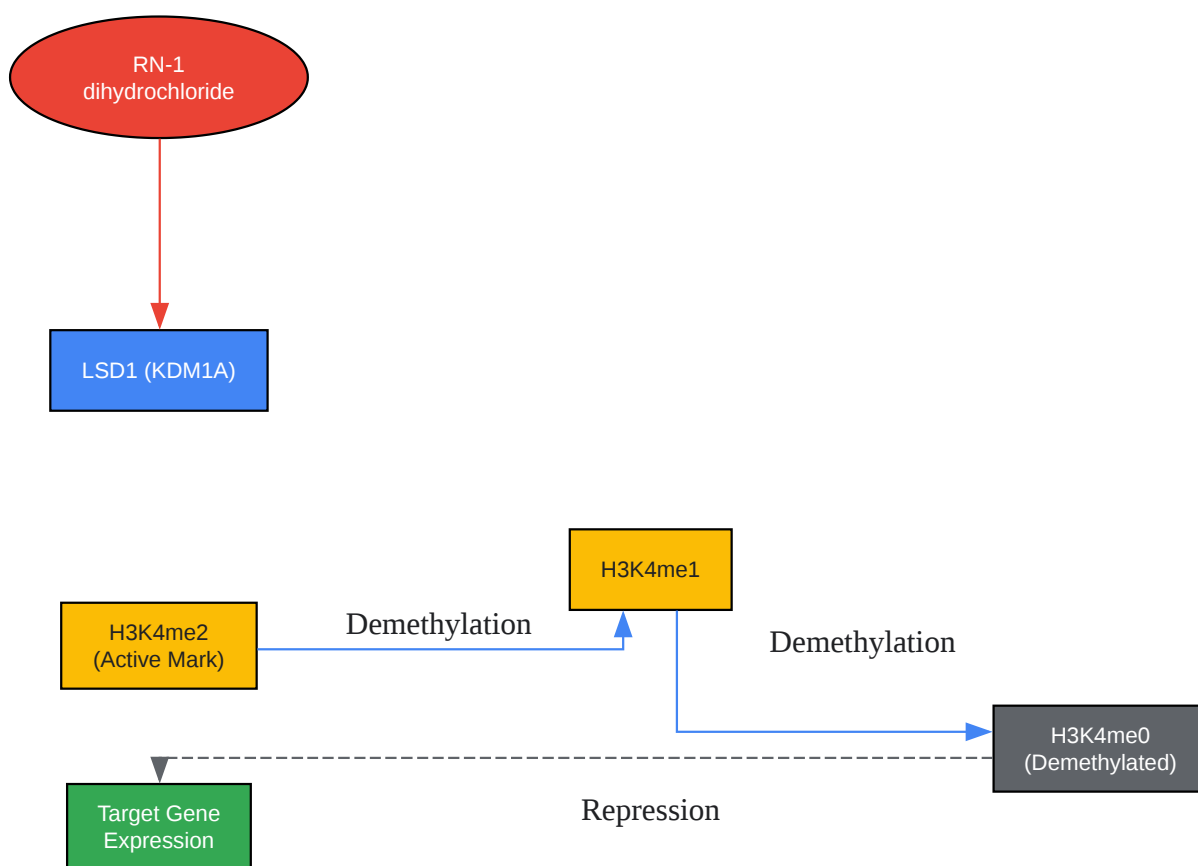 RN-1
dihydrochloride
LSD1 (KDM1A)
H3K4me1
Demethylation
H3K4me2
(Active Mark)
Demethylation
H3K4me0
(Demethylated)
Repression
Target Gene
Expression